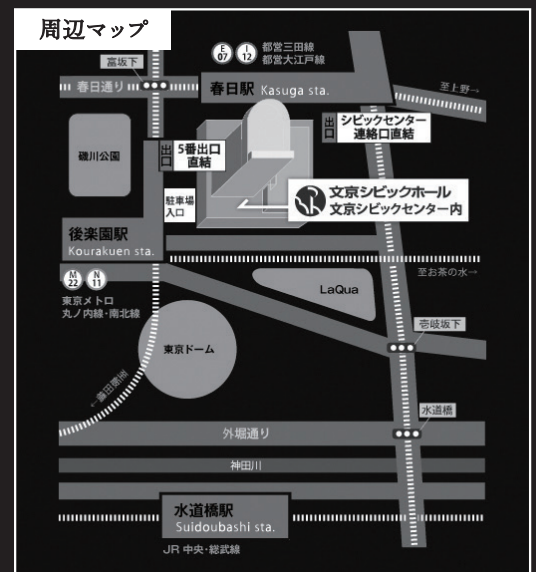 周辺マップ
E
07
I
12
都営三田線
都営大江戸線
富坂下
春日通り
春日駅 Kasuga sta.
至上野→
出口
シビックセンター
連絡口直結
出口
5番出口
直結
礫川公園
駐車場
入口
文京シビックホール
文京シビックセンター内
後楽園駅
Kourakuen sta.
至お茶の水→
M
22
N
11
東京メトロ
丸ノ内線・南北線
LaQua
壱岐坂下
東京ドーム
←至飯田橋
水道橋
外堀通り
神田川
水道橋駅
Suidoubashi sta.
JR 中央・総武線